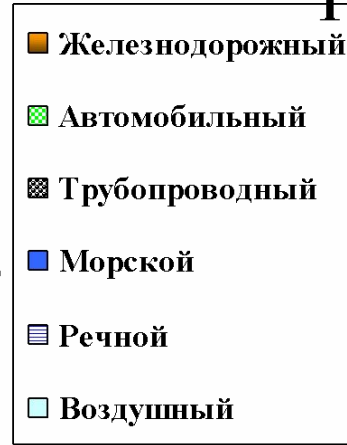 Железнодорожный
Автомобильный
Трубопроводный
Морской
Речной
Воздушный